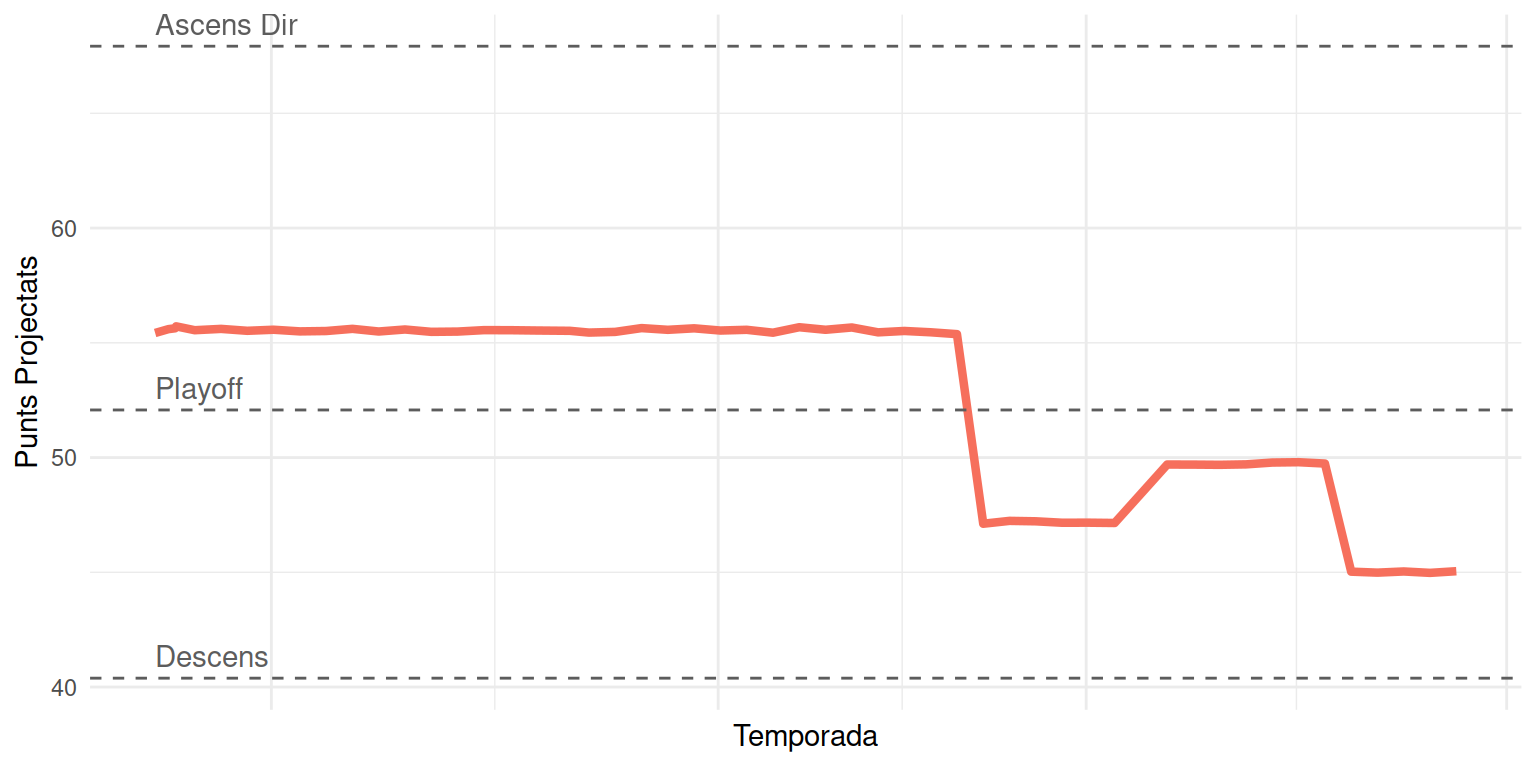 Ascens Dir
60
Playoff
50
Descens
40
Punts Projectats
Temporada